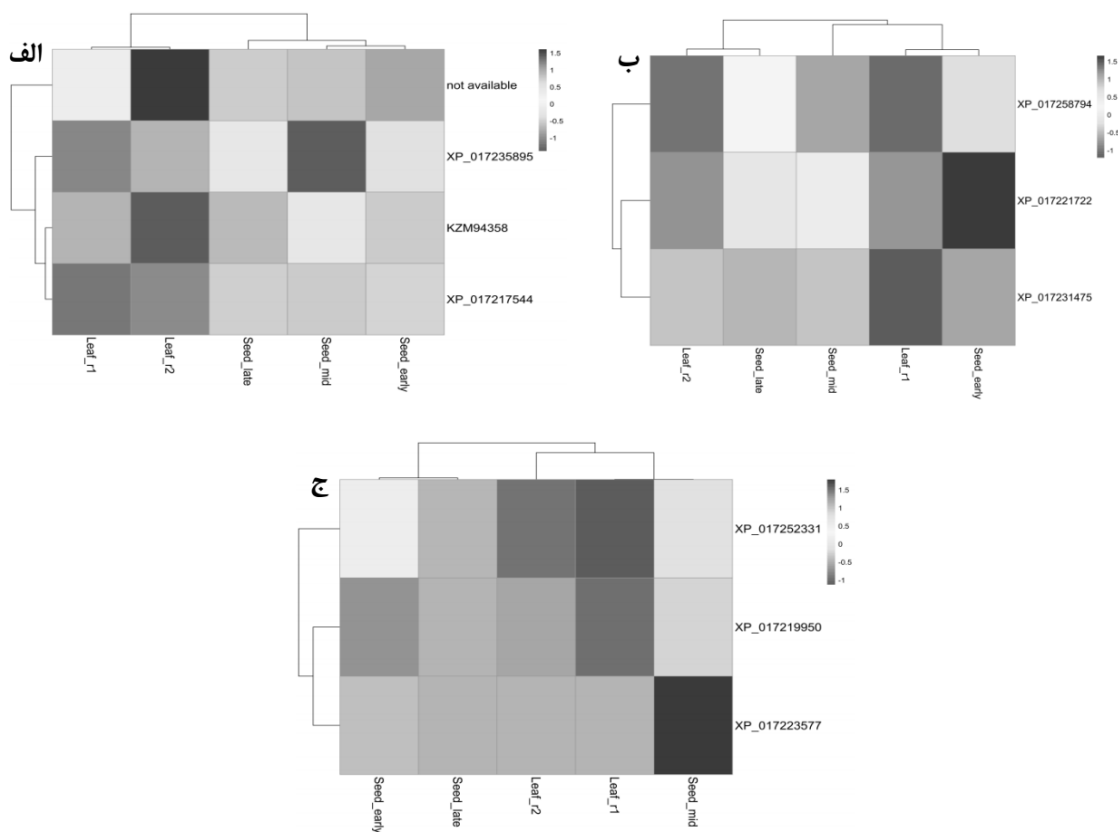 الف
1.5
1
0.5
0
-0.5
-1
not available
XP_017235895
KZM94358
XP_017217544
Leaf_r1
Leaf_r2
Seed_late
Seed_mid
Seed_early
ب
1.5
1
0.5
0
-0.5
-1
XP_017258794
XP_017221722
XP_017231475
Leaf_r2
Seed_late
Seed_mid
Leaf_r1
Seed_early
ج
1.5
1
0.5
0
-0.5
-1
XP_017252331
XP_017219950
XP_017223577
Seed_early
Seed_late
Leaf_r2
Leaf_r1
Seed_mid